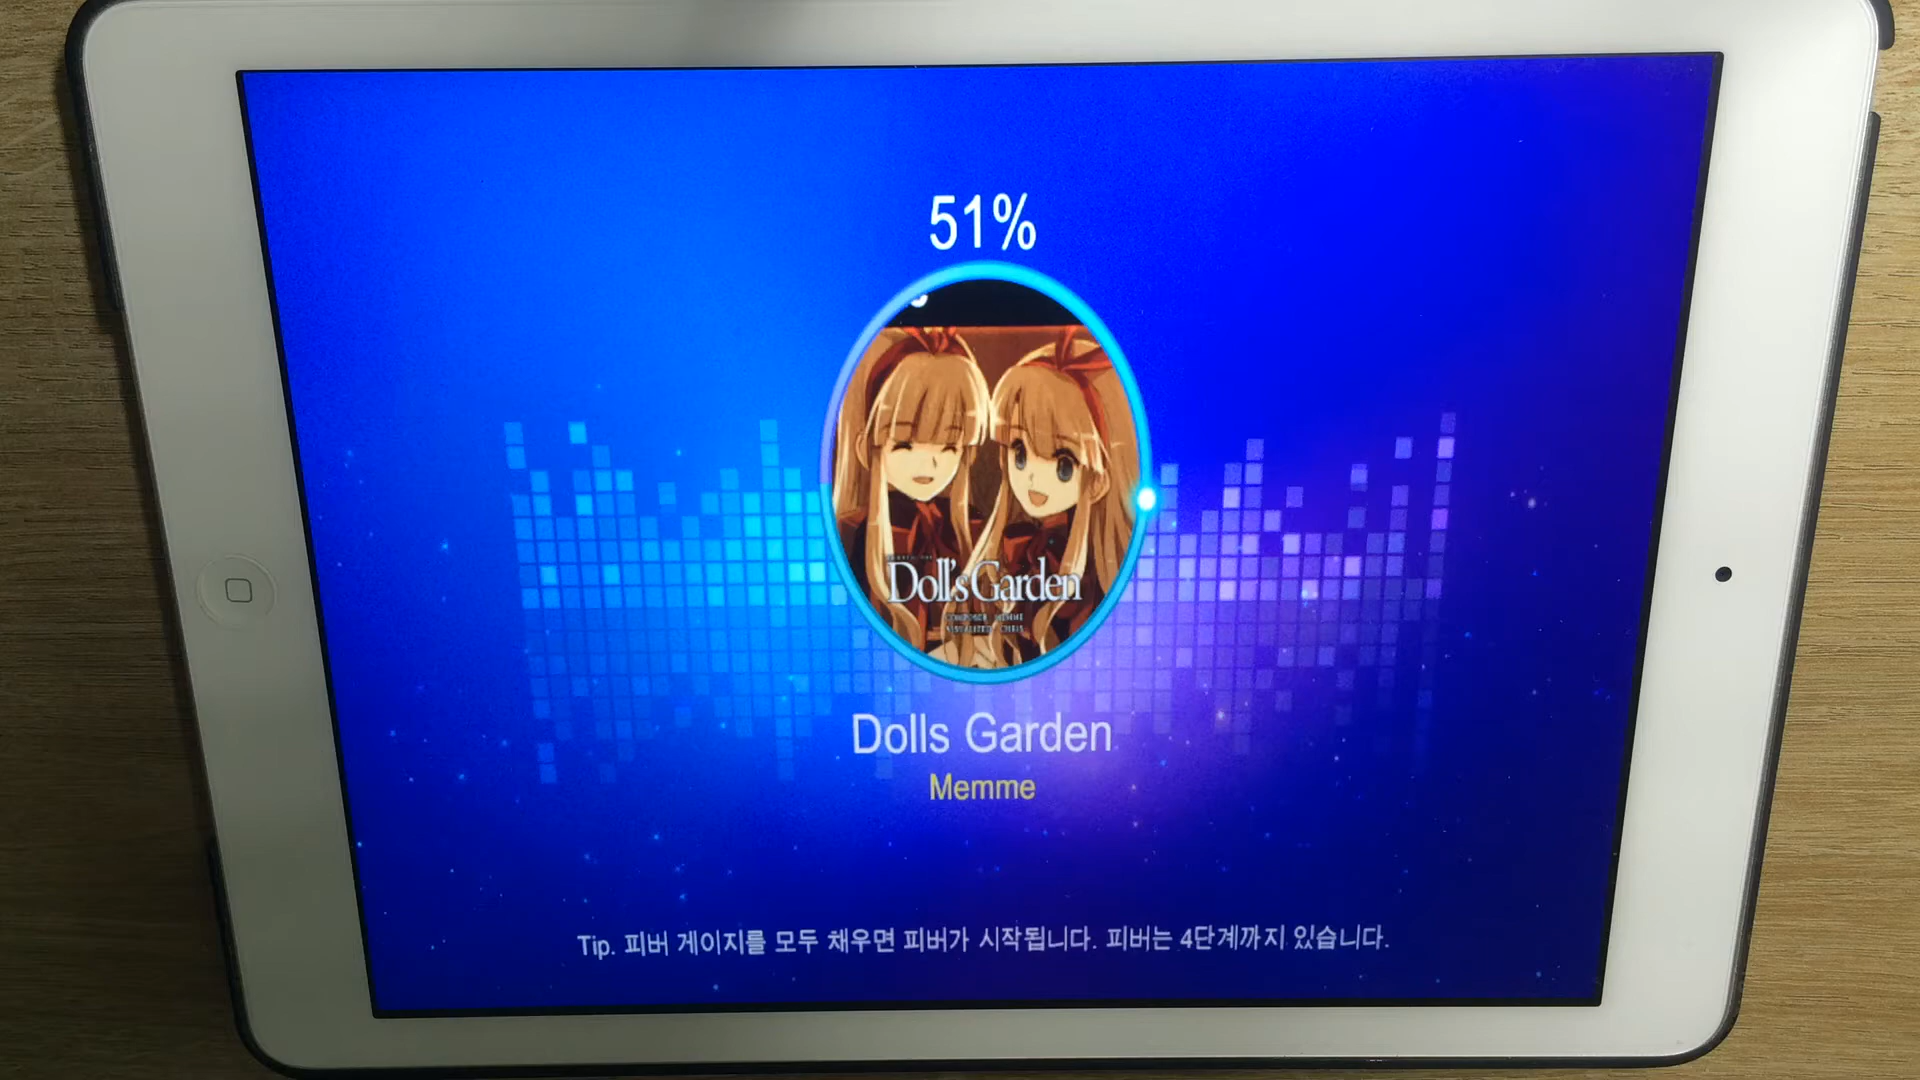 51%
Doll's Garden
COMPOSER MEMME
Dolls Garden
Memme
Tip. 피버 게이지를 모두 채우면 피버가 시작됩니다. 피버는 4단계까지 있습니다.